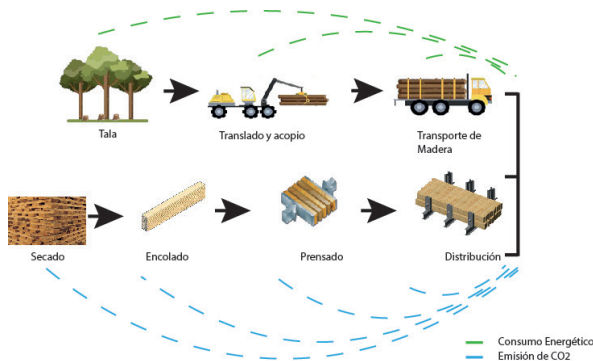 Tala
Translado y acopio
Transporte de
Madera
Secado
Encolado
Prensado
Distribución
Consumo Energético
Emisión de CO2